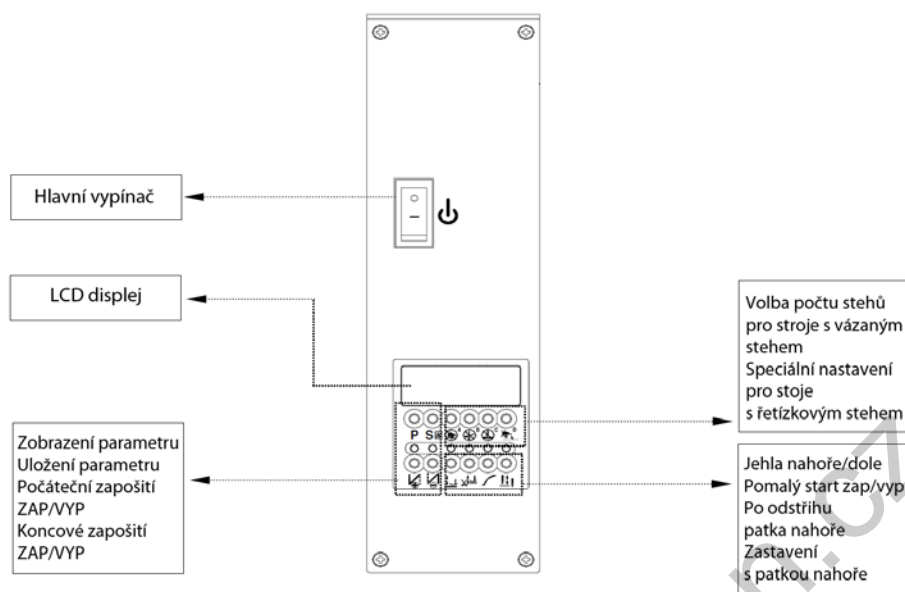 Hlavní vypínač
LCD displej
Volba počtu stehů
pro stroje s vázaným
stehem
Speciální nastavení
pro stoje
s řetízkovým stehem
P S
A B C D
Zobrazení parametru
Uložení parametru
Počáteční zapošití
ZAP/VYP
Koncové zapošití
ZAP/VYP
Jehla nahoře/dole
Pomalý start zap/vyp
Po odstřihu
patka nahoře
Zastavení
s patkou nahoře
n.cz